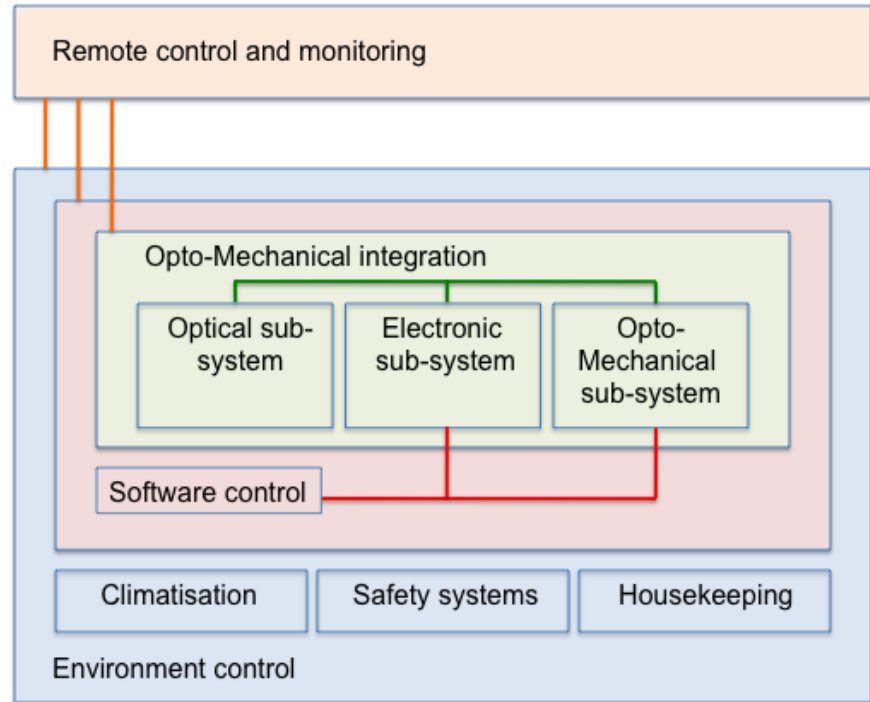 Remote control and monitoring
Opto-Mechanical integration
Optical sub-
system
Electronic
sub-system
Opto-
Mechanical
sub-system
Software control
Climatisation
Safety systems
Housekeeping
Environment control